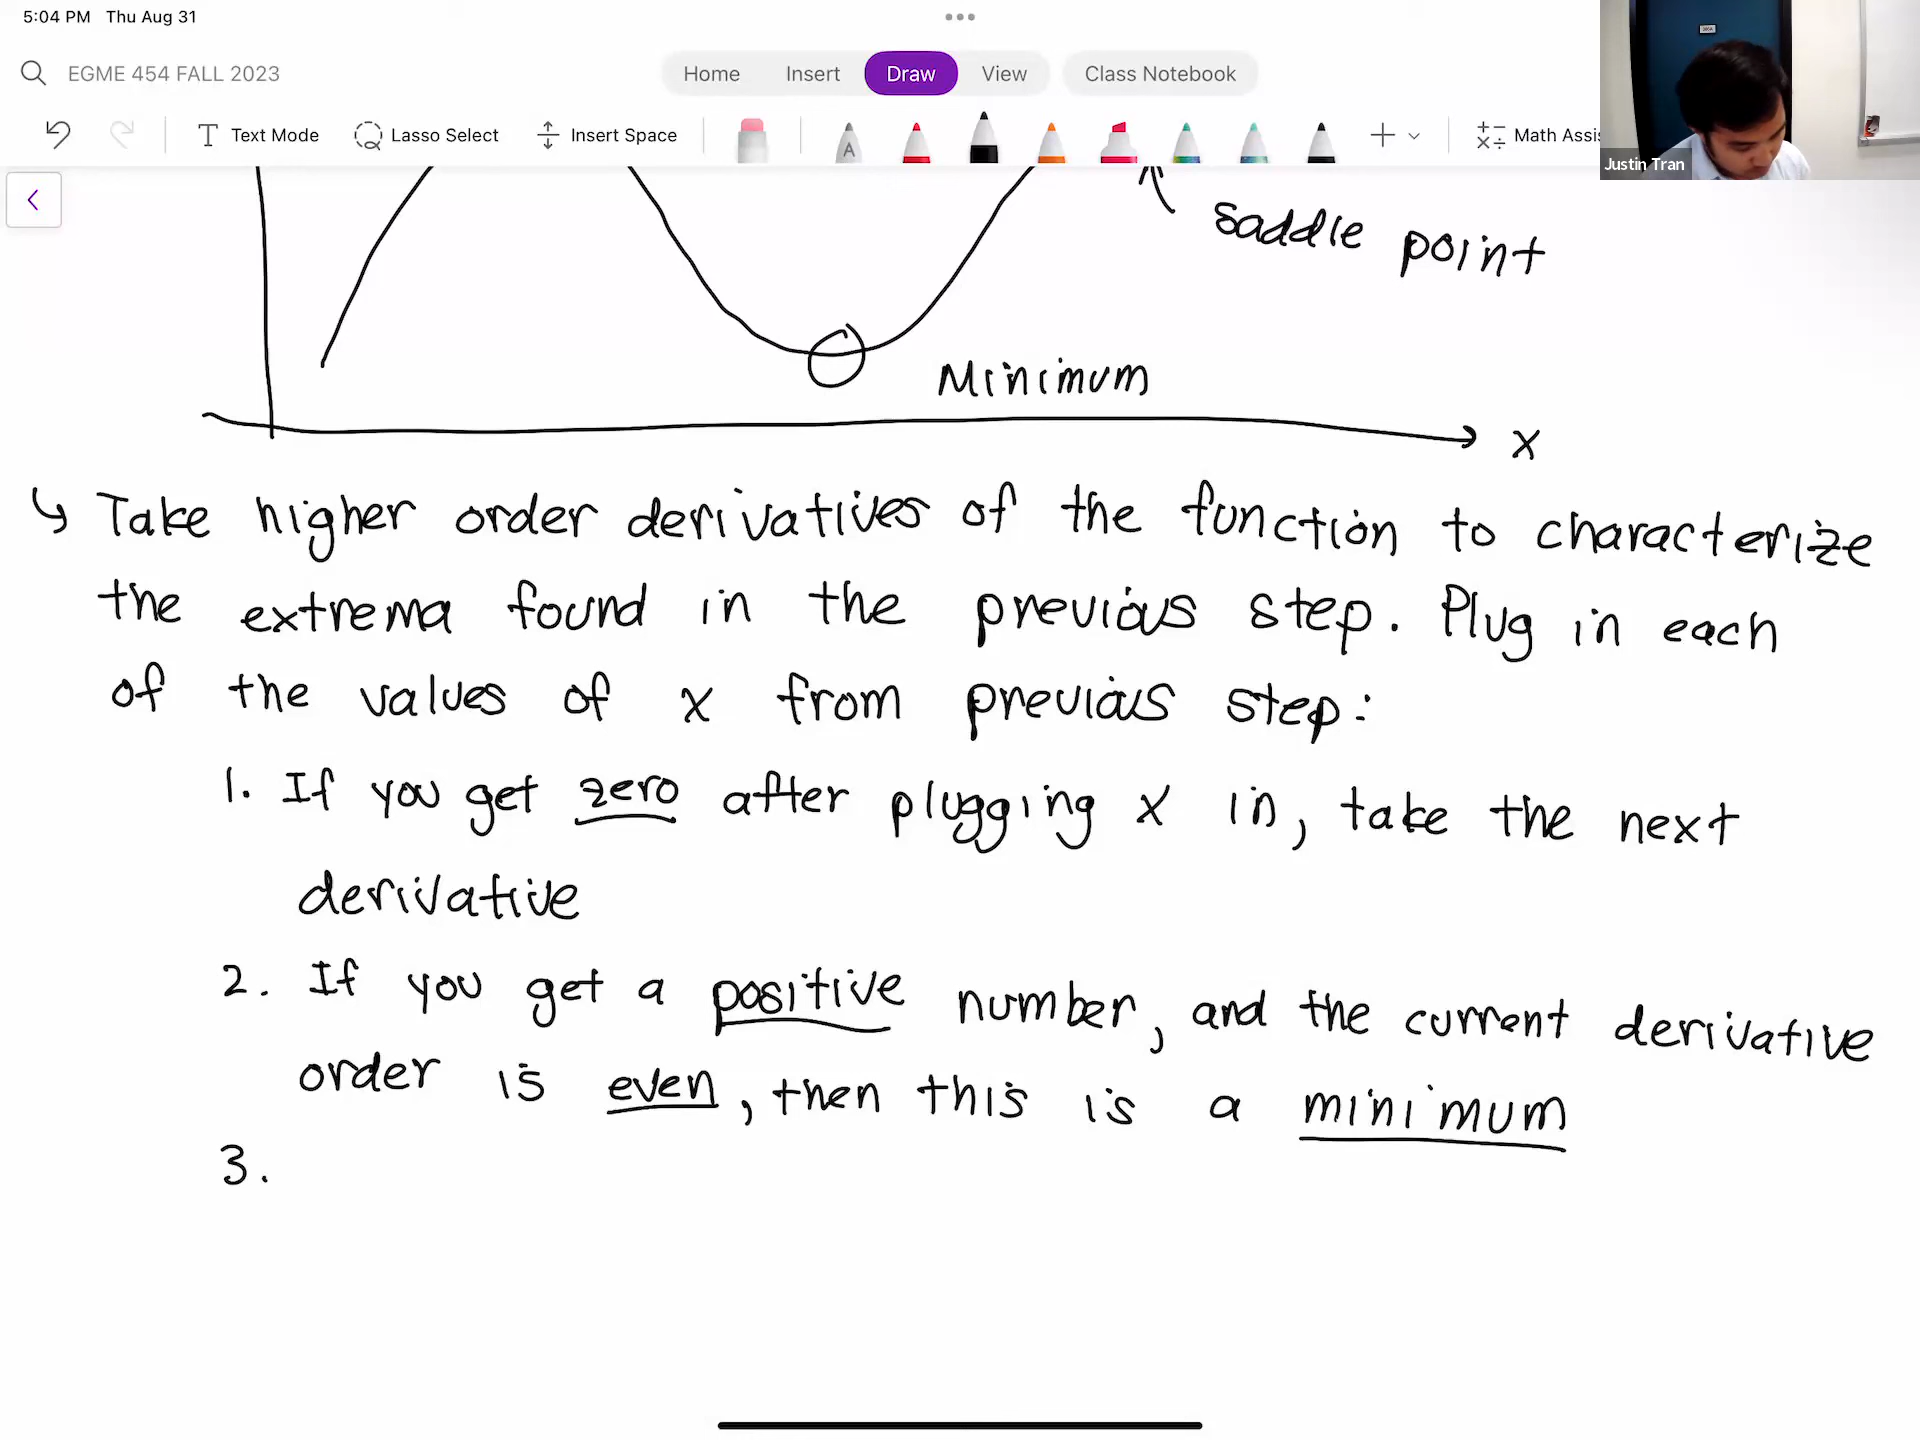 5:04 PM Thu Aug 31
EGME 454 FALL 2023
Home Insert Draw View Class Notebook
Text Mode Lasso Select Insert Space A Math Assis
Justin Tran
saddle point
Minimum
x
↳ Take higher order derivatives of the function to characterize
the extrema found in the previous step. Plug in each
of the values of x from previous step:
1. If you get zero after plugging x in, take the next
derivative
2. If you get a positive number, and the current derivative
order is even, then this is a minimum
3.